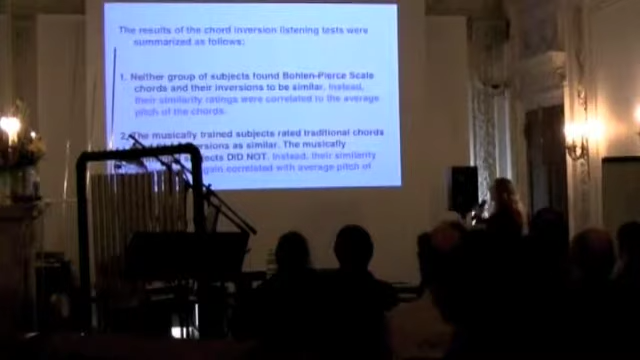 The results of the chord inversion listening tests were
summarized as follows:
1. Neither group of subjects found Bohlen-Pierce Scale
chords and their inversions to be similar. Instead,
their similarity ratings were correlated to the average
pitch of the chords.
2. The musically trained subjects rated traditional chords
inversions as similar. The musically
subjects DID NOT. Instead, their similarity
again correlated with average pitch of